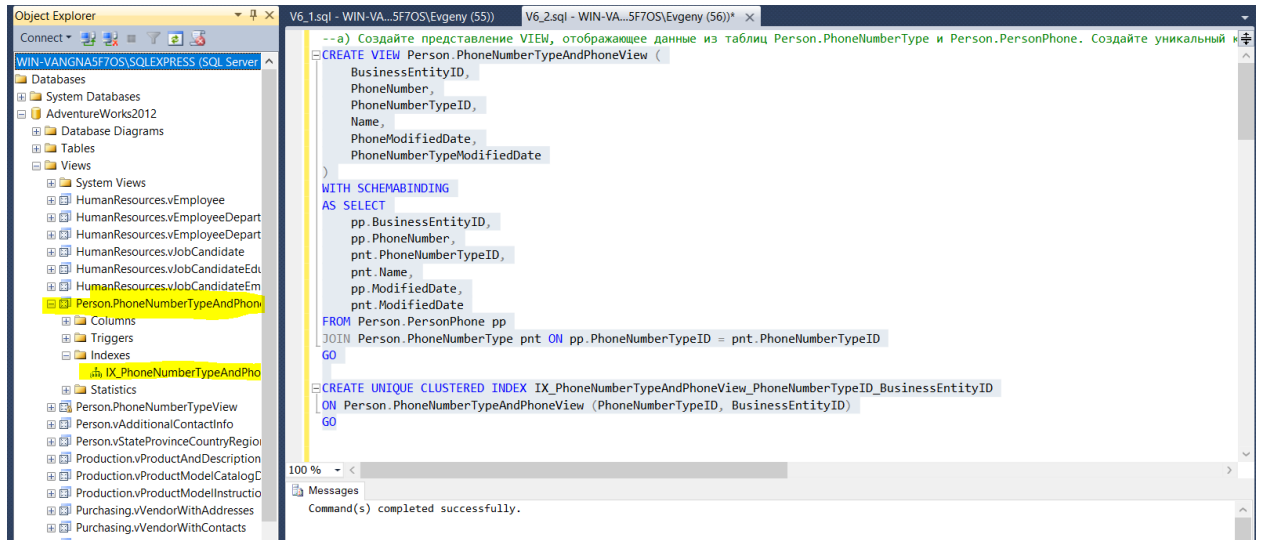 Object Explorer
Connect
WIN-VANGNA5F7OS\SQLEXPRESS (SQL Server
Databases
System Databases
AdventureWorks2012
Database Diagrams
Tables
Views
System Views
HumanResources.vEmployee
HumanResources.vEmployeeDepart
HumanResources.vEmployeeDepart
HumanResources.vJobCandidate
HumanResources.vJobCandidateEdu
HumanResources.vJobCandidateEm
Person.PhoneNumberTypeAndPhon
Columns
Triggers
Indexes
IX_PhoneNumberTypeAndPho
Statistics
Person.PhoneNumberTypeView
Person.vAdditionalContactInfo
Person.vStateProvinceCountryRegion
Production.vProductAndDescription
Production.vProductModelCatalogD
Production.vProductModelInstructio
Purchasing.vVendorWithAddresses
Purchasing.vVendorWithContacts
V6_1.sql - WIN-VA...5F7OS\Evgeny (55))
V6_2.sql - WIN-VA...5F7OS\Evgeny (56))*
--a) Создайте представление VIEW, отображающее данные из таблиц Person.PhoneNumberType и Person.PersonPhone. Создайте уникальный
CREATE VIEW Person.PhoneNumberTypeAndPhoneView (
BusinessEntityID,
PhoneNumber,
PhoneNumberTypeID,
Name,
PhoneModifiedDate,
PhoneNumberTypeModifiedDate
)
WITH SCHEMABINDING
AS SELECT
pp.BusinessEntityID,
pp.PhoneNumber,
pnt.PhoneNumberTypeID,
pnt.Name,
pp.ModifiedDate,
pnt.ModifiedDate
FROM Person.PersonPhone pp
JOIN Person.PhoneNumberType pnt ON pp.PhoneNumberTypeID = pnt.PhoneNumberTypeID
GO
CREATE UNIQUE CLUSTERED INDEX IX_PhoneNumberTypeAndPhoneView_PhoneNumberTypeID_BusinessEntityID
ON Person.PhoneNumberTypeAndPhoneView (PhoneNumberTypeID, BusinessEntityID)
GO
100 %
Messages
Command(s) completed successfully.